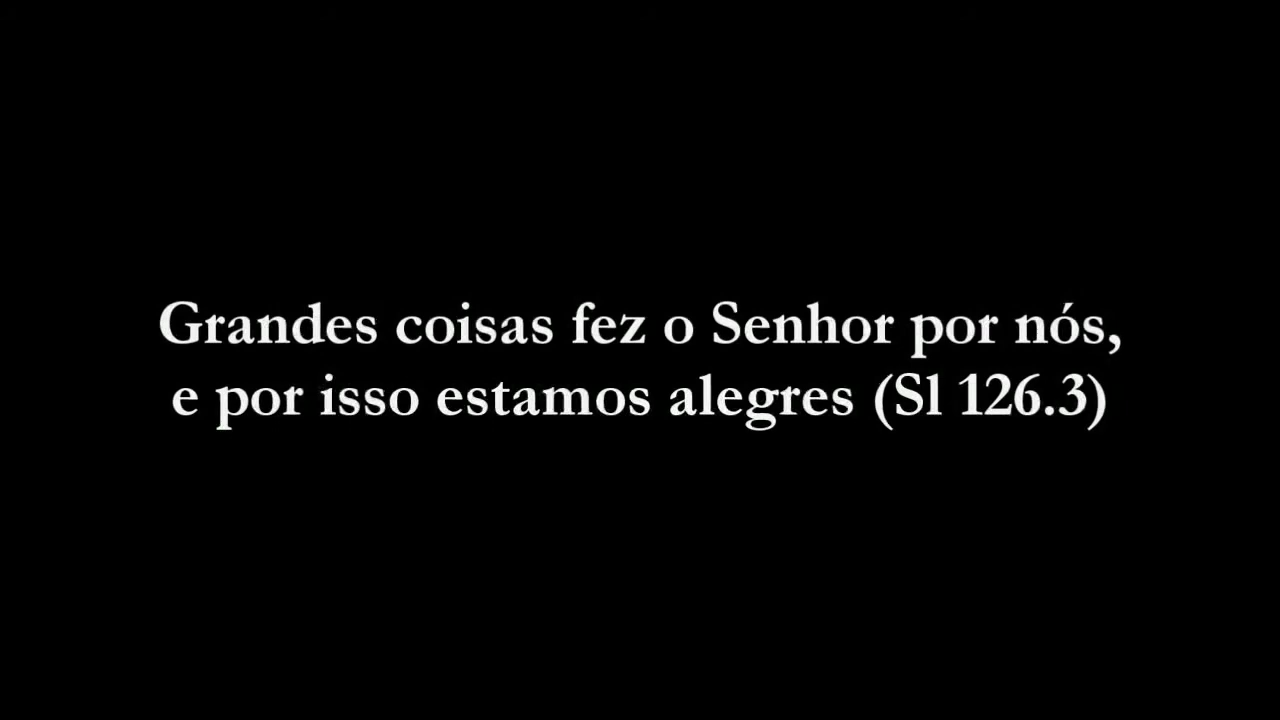 Grandes coisas fez o Senhor por nós,
e por isso estamos alegres (Sl 126.3)